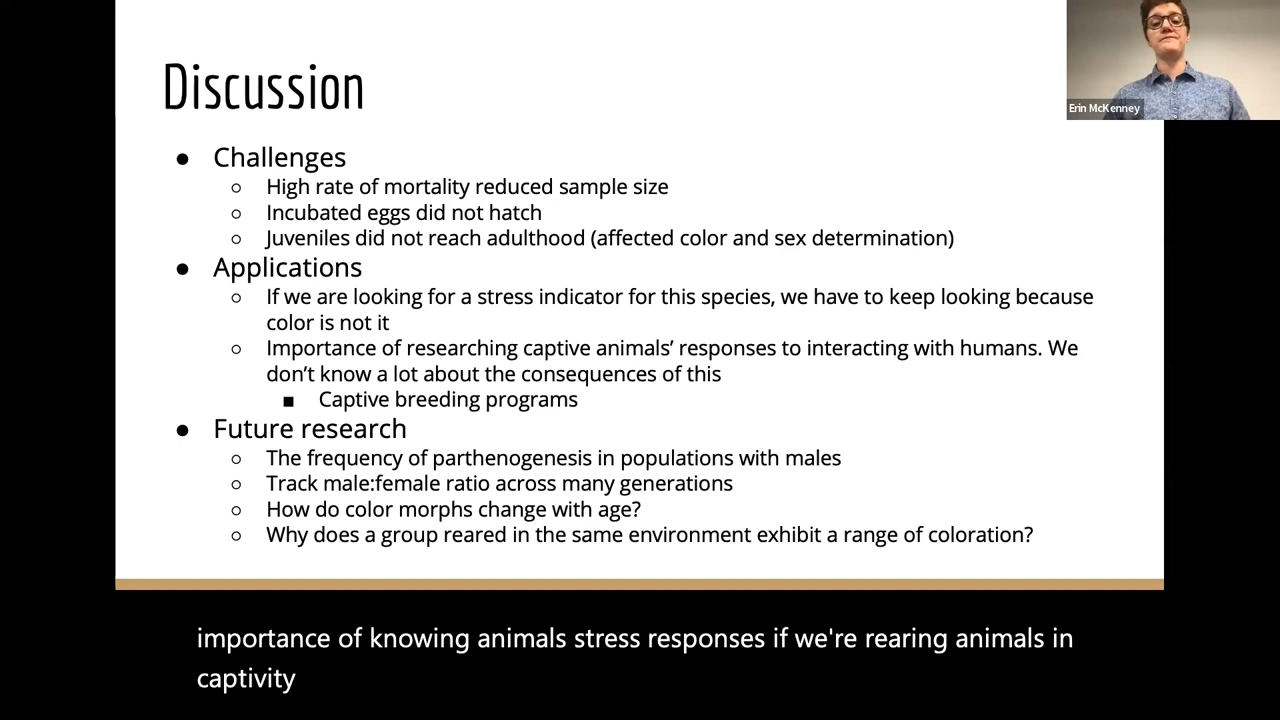 Discussion
Erin McKenney
● Challenges
○ High rate of mortality reduced sample size
○ Incubated eggs did not hatch
○ Juveniles did not reach adulthood (affected color and sex determination)
● Applications
○ If we are looking for a stress indicator for this species, we have to keep looking because
color is not it
○ Importance of researching captive animals’ responses to interacting with humans. We
don’t know a lot about the consequences of this
■ Captive breeding programs
● Future research
○ The frequency of parthenogenesis in populations with males
○ Track male:female ratio across many generations
○ How do color morphs change with age?
○ Why does a group reared in the same environment exhibit a range of coloration?
importance of knowing animals stress responses if we're rearing animals in
captivity